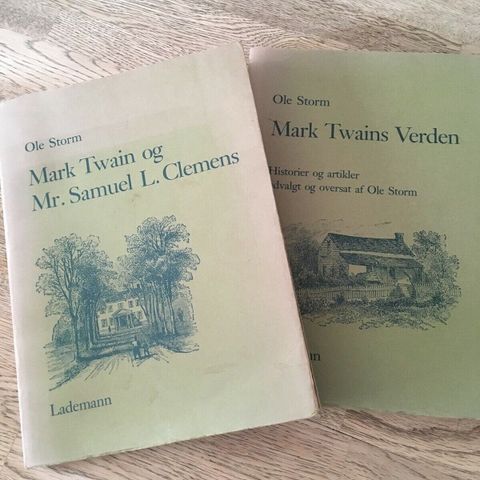 Ole Storm
Mark Twain og
Mr. Samuel L. Clemens
Lademann
Ole Storm
Mark Twains Verden
Historier og artikler
dvalgt og oversat af Ole Storm
nn